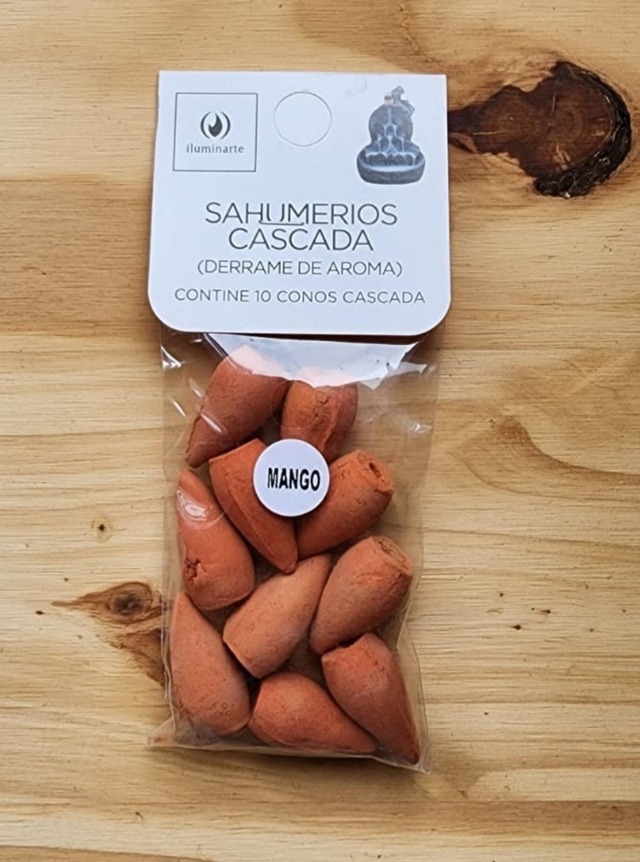 iluminarte
SAHUMERIOS
CASCADA
(DERRAME DE AROMA)
CONTINE 10 CONOS CASCADA
MANGO